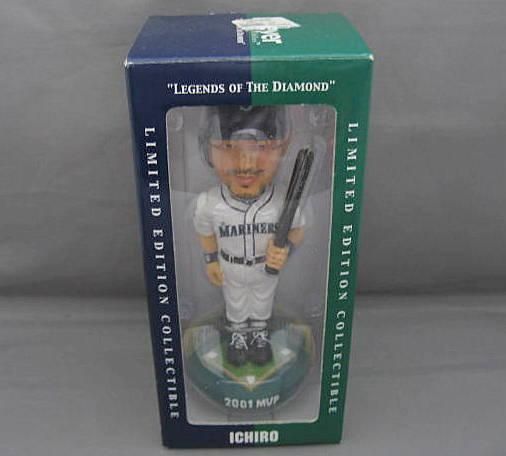 "LEGENDS OF THE DIAMOND"
LIMITED EDITION COLLECTIBLE
LIMITED EDITION COLLECTIBLE
MARINERS
2001 MVP
ICHIRO